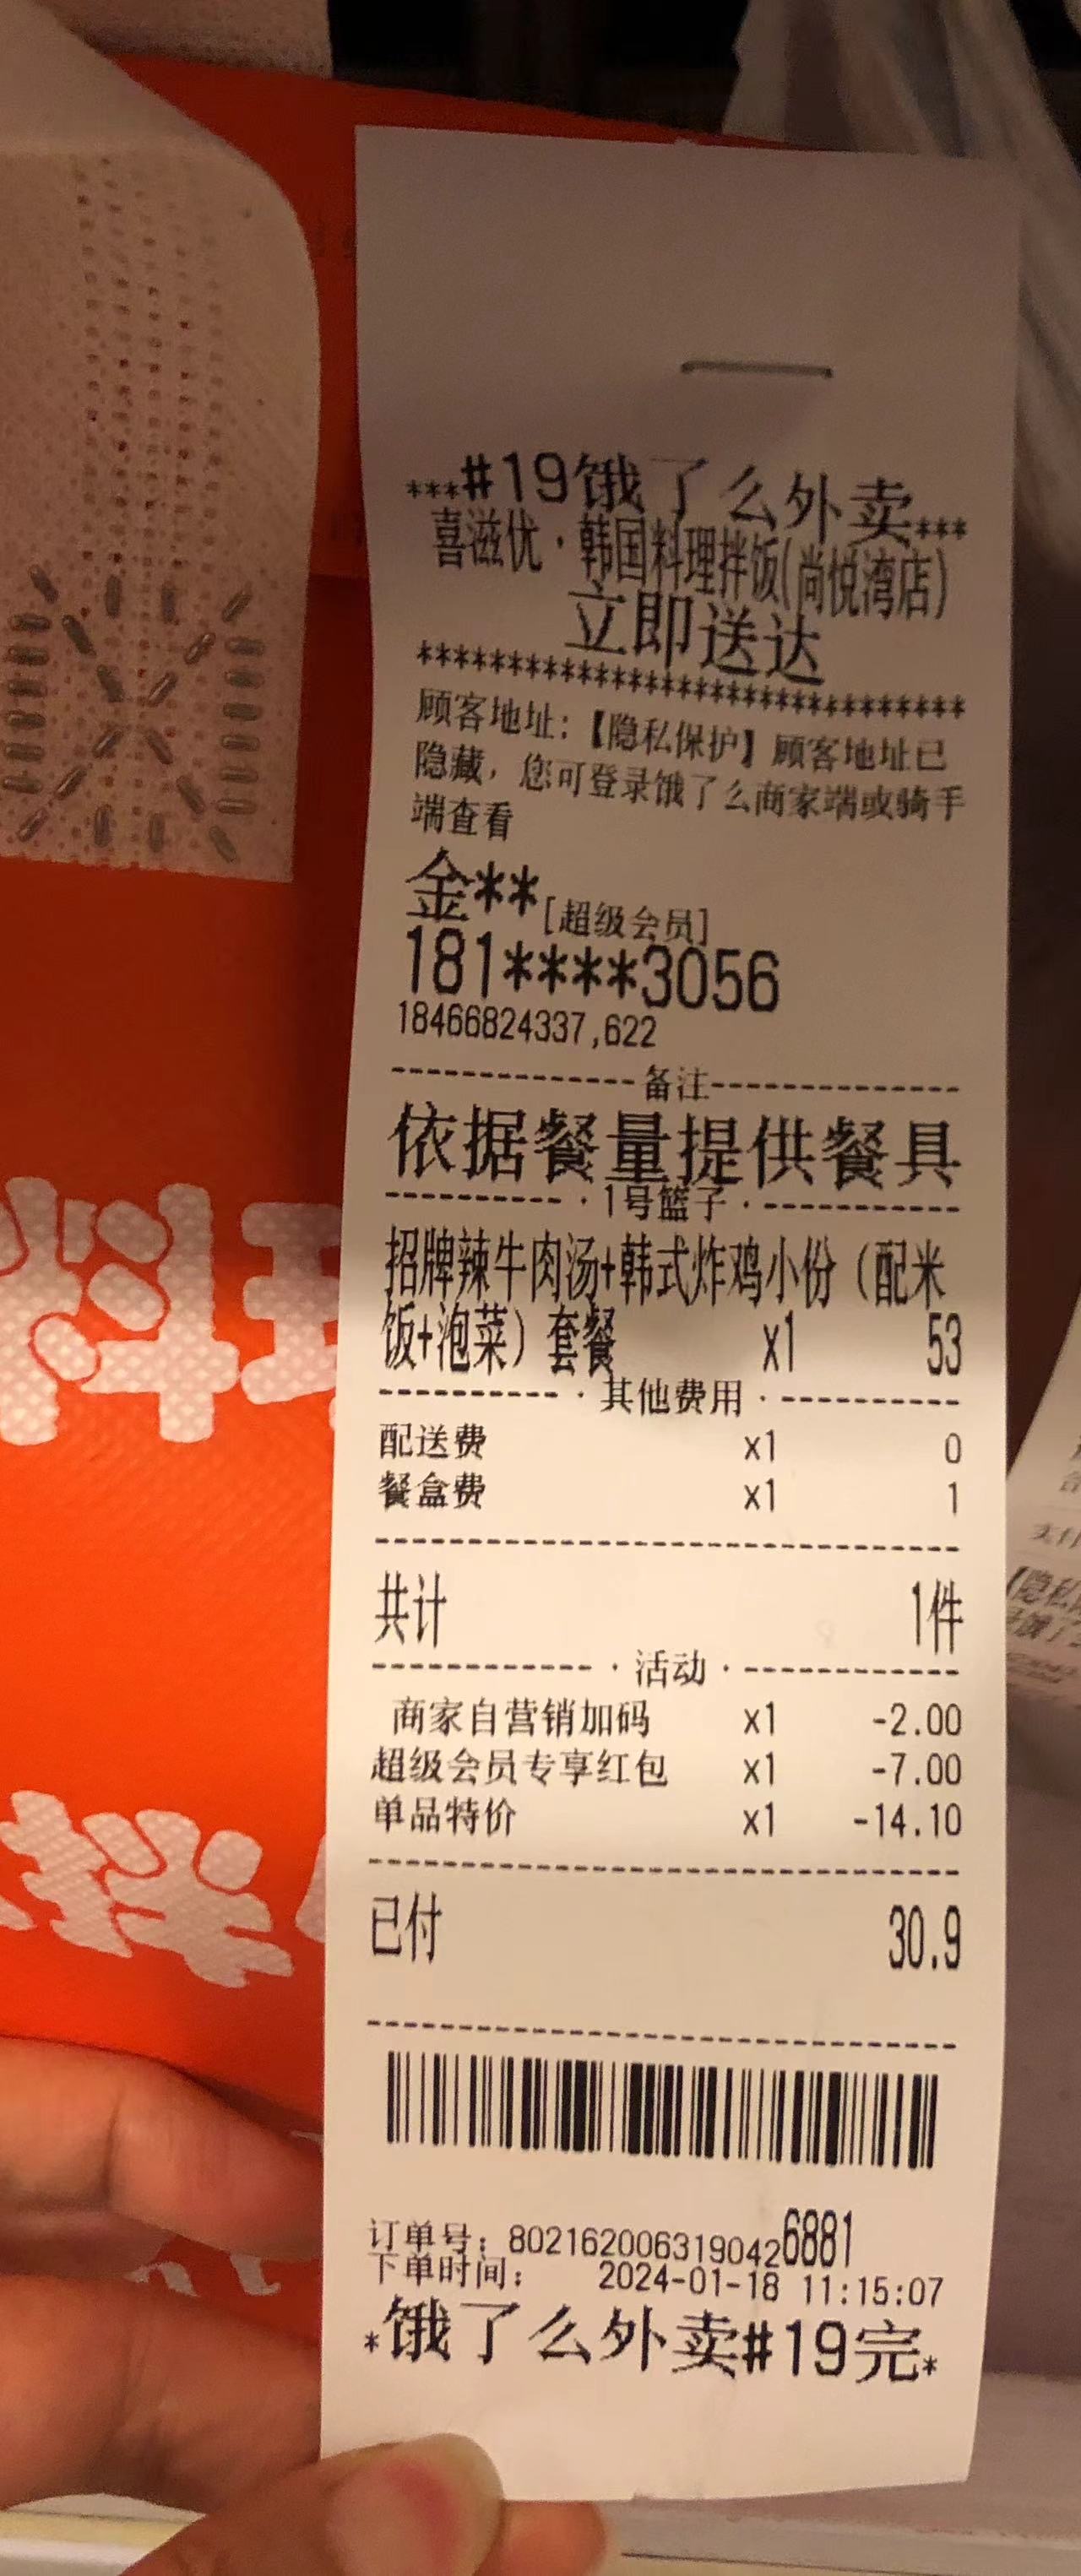 ***#19饿了么外卖***
喜滋优·韩国料理拌饭(尚悦湾店)
立即送达
******************************
顾客地址:【隐私保护】顾客地址已
隐藏，您可登录饿了么商家端或骑手
端查看
金**[超级会员]
181****3056
18466824337,622
-------------备注-------------
依据餐量提供餐具
----------·1号篮子·----------
招牌辣牛肉汤+韩式炸鸡小份（配米
饭+泡菜）套餐 x1 53
----------·其他费用·----------
配送费 x1 0
餐盒费 x1 1
--------------------------------
共计 1件
------------·活动·------------
商家自营销加码 x1 -2.00
超级会员专享红包 x1 -7.00
单品特价 x1 -14.10
--------------------------------
已付 30.9
--------------------------------
订单号: 8021620063190426881
下单时间: 2024-01-18 11:15:07
*饿了么外卖#19完*
料理
拌